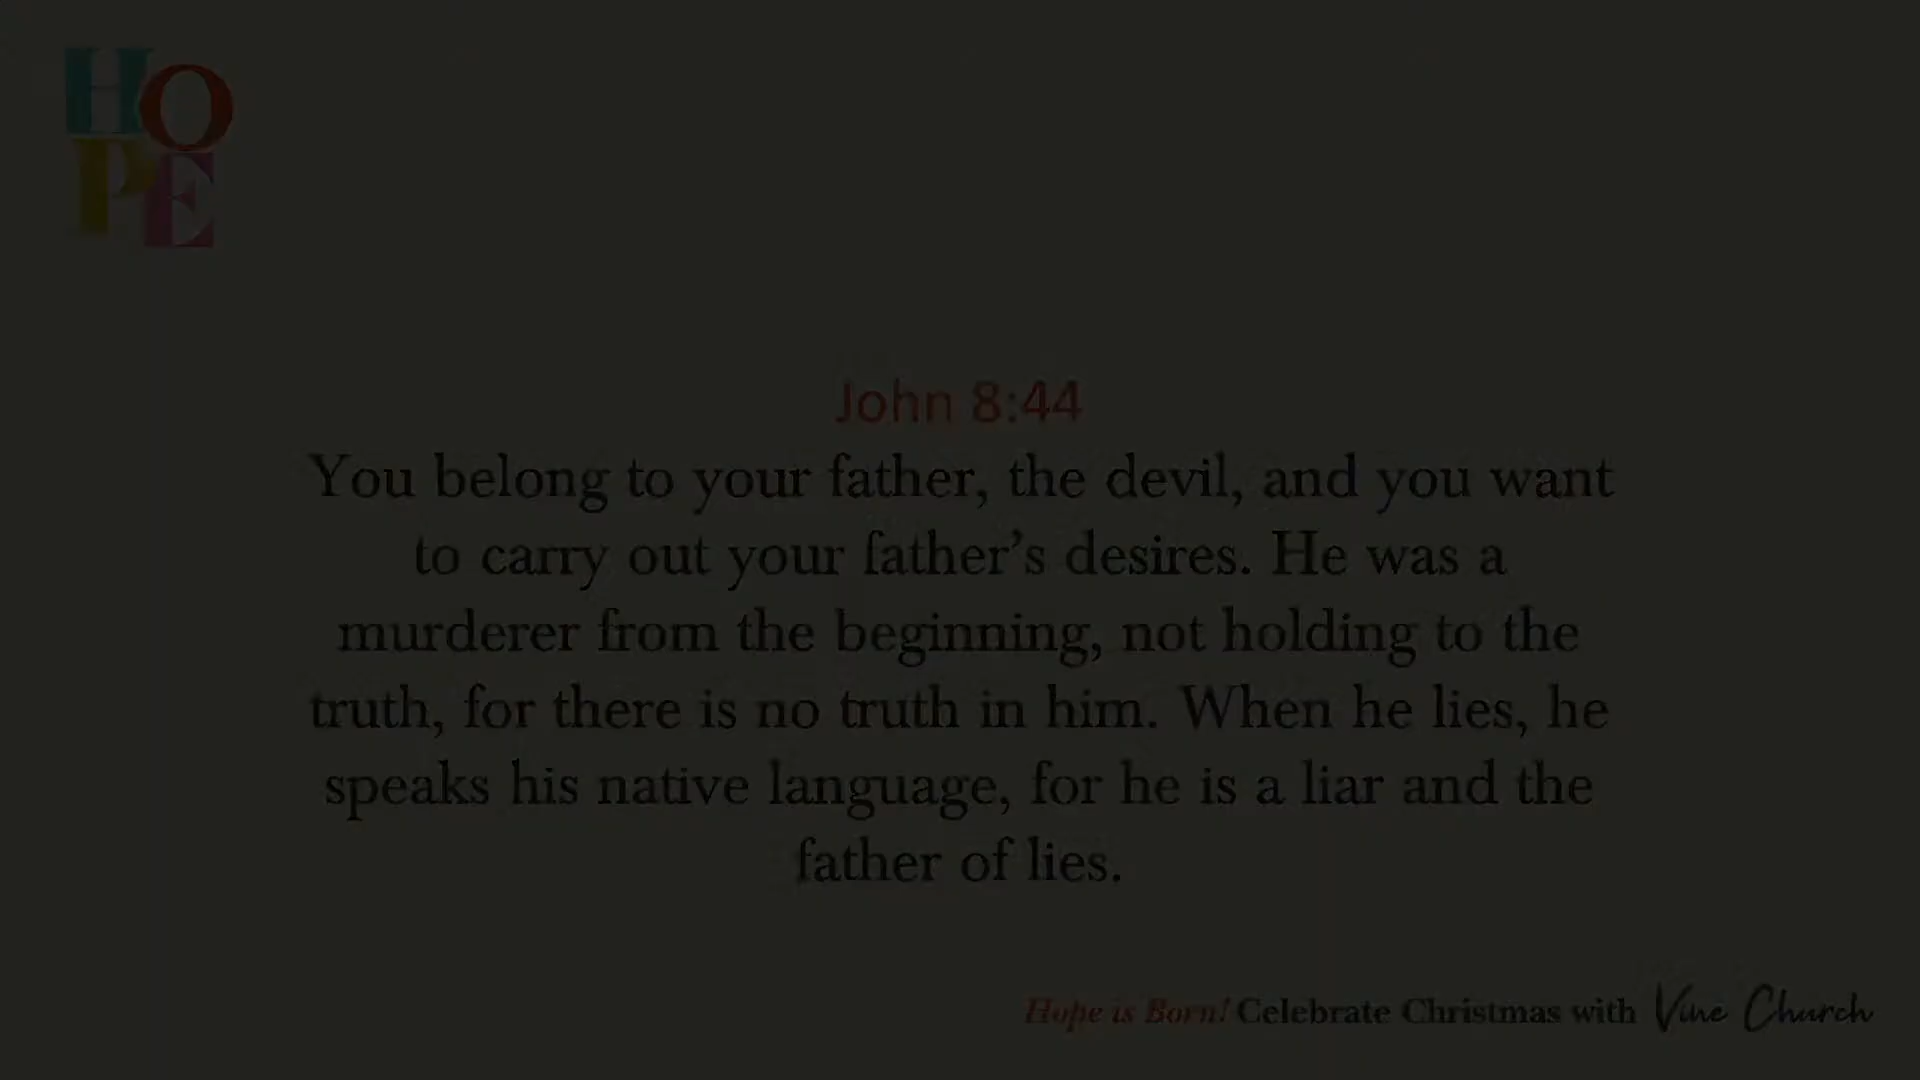 HOPE
John 8:44
You belong to your father, the devil, and you want
to carry out your father’s desires. He was a
murderer from the beginning, not holding to the
truth, for there is no truth in him. When he lies, he
speaks his native language, for he is a liar and the
father of lies.
Hope is Born! Celebrate Christmas with Vine Church